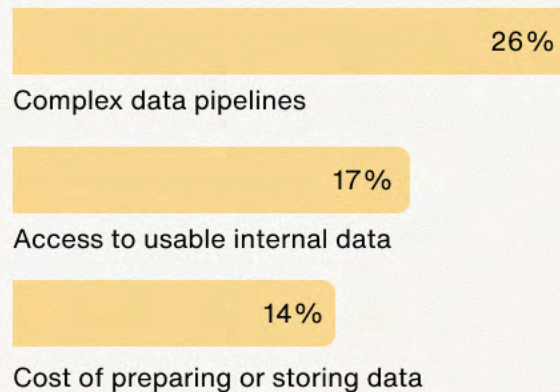 26%
Complex data pipelines
17%
Access to usable internal data
14%
Cost of preparing or storing data